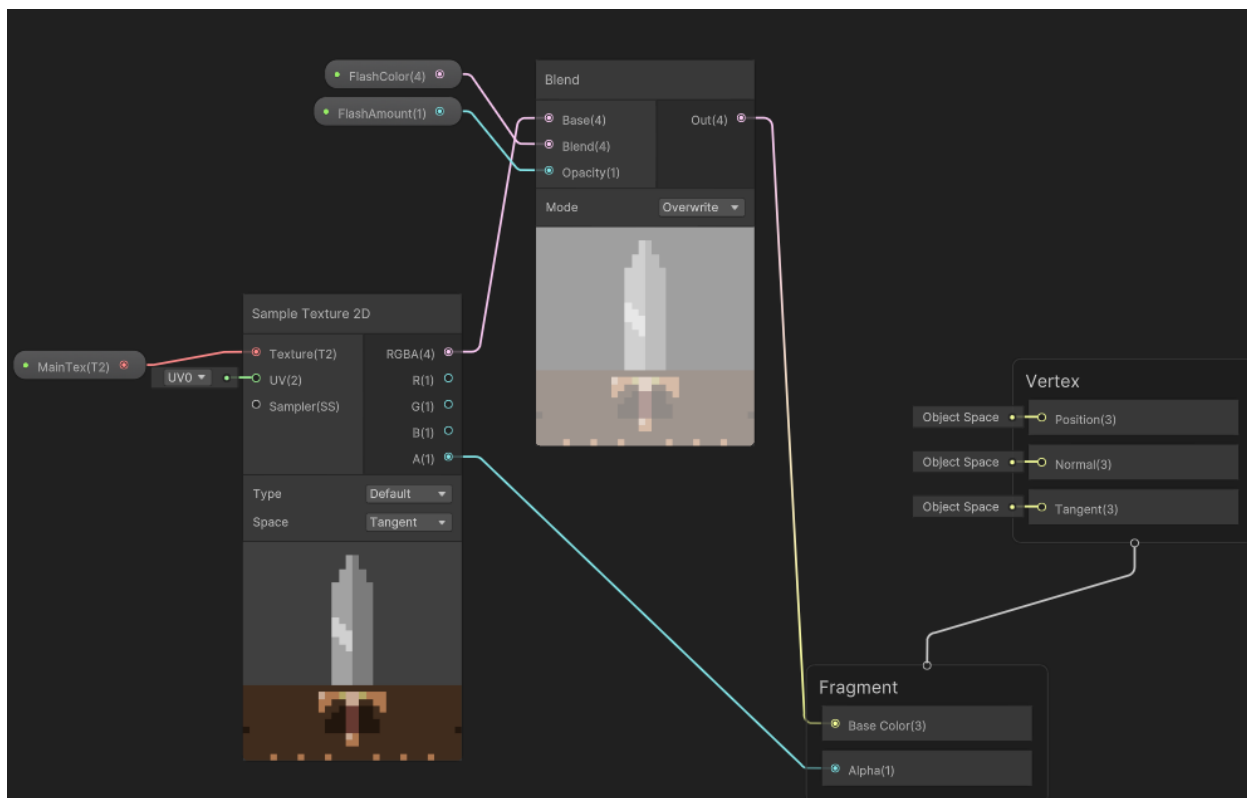 FlashColor(4)
FlashAmount(1)
Blend
Base(4)
Out(4)
Blend(4)
Opacity(1)
Mode
Overwrite
Sample Texture 2D
MainTex(T2)
UV0
Texture(T2)
RGBA(4)
UV(2)
R(1)
Sampler(SS)
G(1)
B(1)
A(1)
Type
Default
Space
Tangent
Vertex
Object Space
Position(3)
Object Space
Normal(3)
Object Space
Tangent(3)
Fragment
Base Color(3)
Alpha(1)